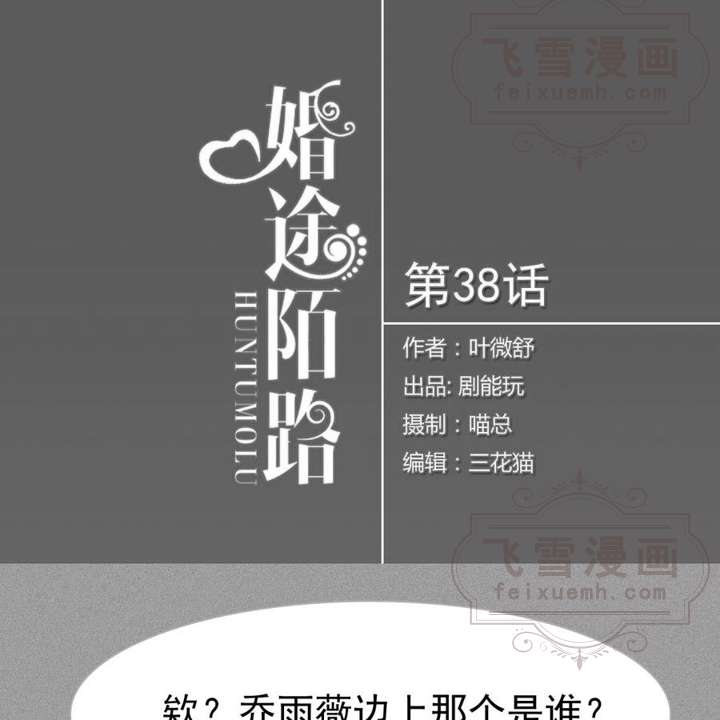 飞雪漫画
feixuemh.com
婚途陌路
HUNTUMOLU
第38话
作者：叶微舒
出品: 剧能玩
摄制：喵总
编辑：三花猫
飞雪漫画
feixuemh.com
欸？乔雨薇边上那个是谁？